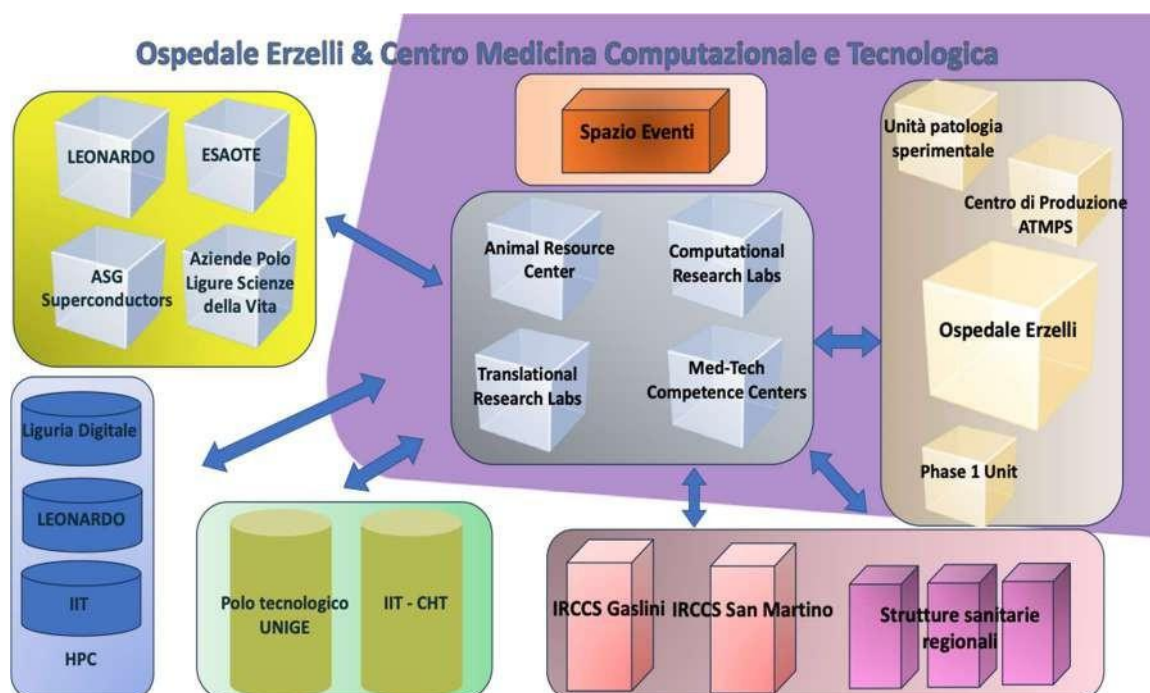 Ospedale Erzelli & Centro Medicina Computazionale e Tecnologica
LEONARDO
ESAOTE
ASG
Superconductors
Aziende Polo
Ligure Scienze
della Vita
Spazio Eventi
Animal Resource
Center
Computational
Research Labs
Translational
Research Labs
Med-Tech
Competence Centers
Unità patologia
sperimentale
Centro di Produzione
ATMPS
Ospedale Erzelli
Phase 1 Unit
Liguria Digitale
LEONARDO
IIT
HPC
Polo tecnologico
UNIGE
IIT - CHT
IRCCS Gaslini
IRCCS San Martino
Strutture sanitarie
regionali